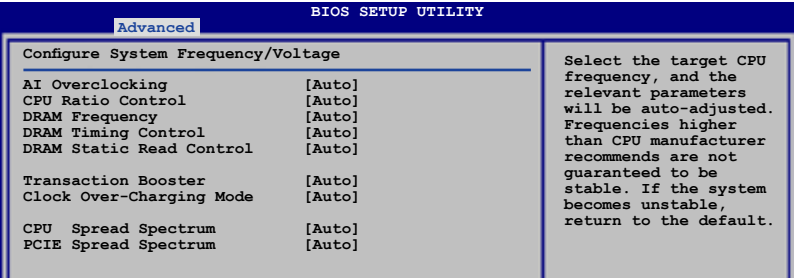 BIOS SETUP UTILITY
Advanced
Configure System Frequency/Voltage
AI Overclocking [Auto]
CPU Ratio Control [Auto]
DRAM Frequency [Auto]
DRAM Timing Control [Auto]
DRAM Static Read Control [Auto]
Transaction Booster [Auto]
Clock Over-Charging Mode [Auto]
CPU Spread Spectrum [Auto]
PCIE Spread Spectrum [Auto]
Select the target CPU
frequency, and the
relevant parameters
will be auto-adjusted.
Frequencies higher
than CPU manufacturer
recommends are not
guaranteed to be
stable. If the system
becomes unstable,
return to the default.